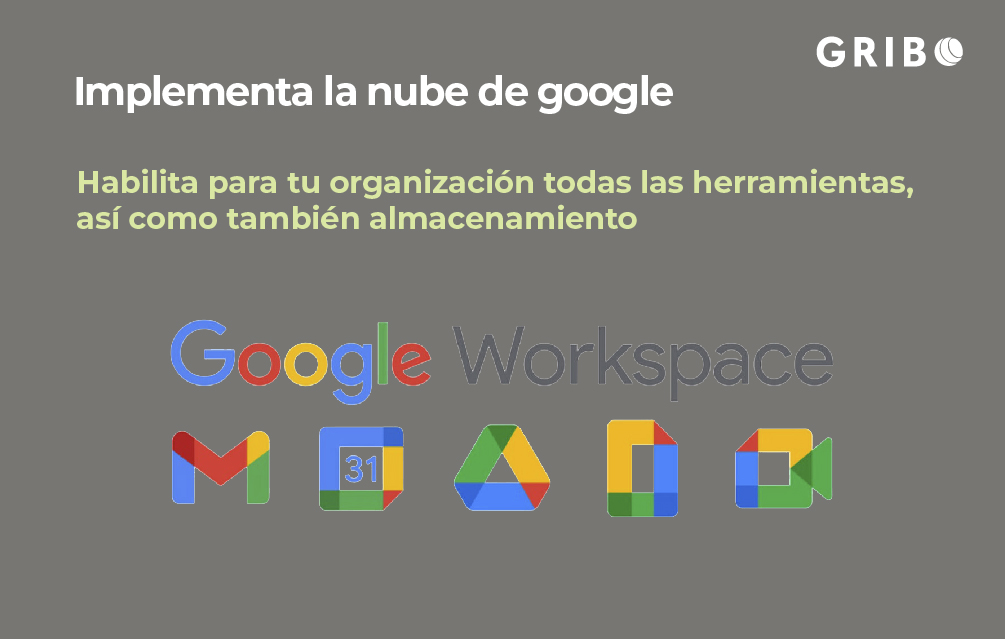 GRIBO
Implementa la nube de google
Habilita para tu organización todas las herramientas,
así como también almacenamiento
Google Workspace
31